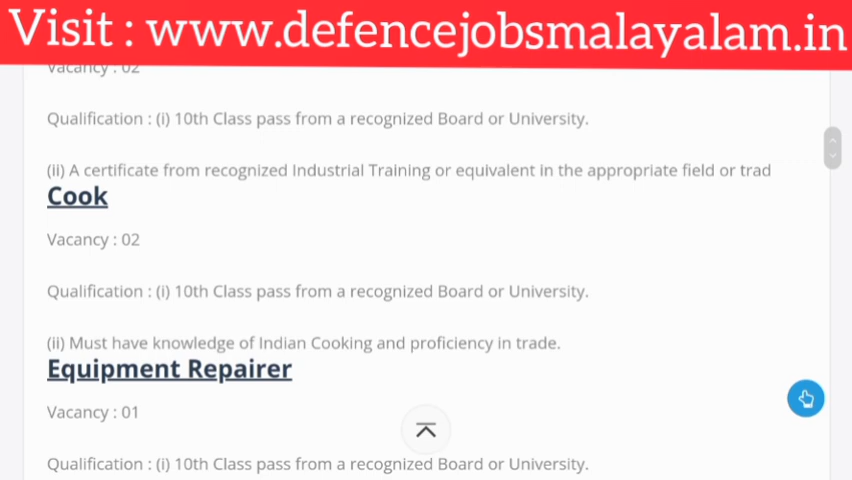 Visit : www.defencejobsmalayalam.in
Vacancy : 02
Qualification : (i) 10th Class pass from a recognized Board or University.
(ii) A certificate from recognized Industrial Training or equivalent in the appropriate field or trad
Cook
Vacancy : 02
Qualification : (i) 10th Class pass from a recognized Board or University.
(ii) Must have knowledge of Indian Cooking and proficiency in trade.
Equipment Repairer
Vacancy : 01
Qualification : (i) 10th Class pass from a recognized Board or University.